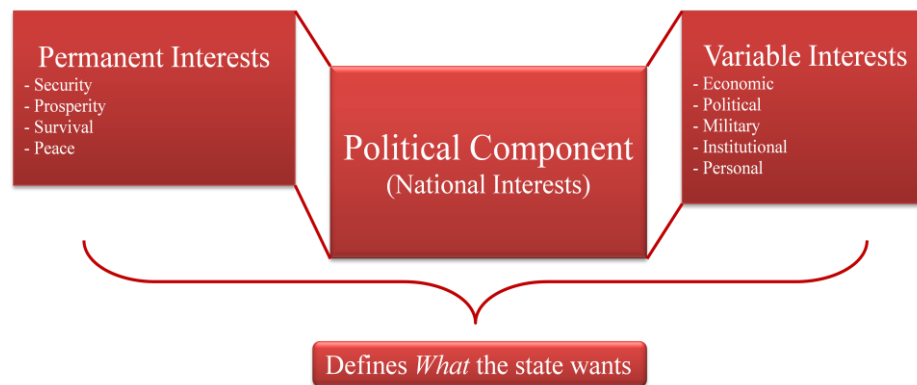 Permanent Interests
- Security
- Prosperity
- Survival
- Peace
Political Component
(National Interests)
Variable Interests
- Economic
- Political
- Military
- Institutional
- Personal
Defines What the state wants